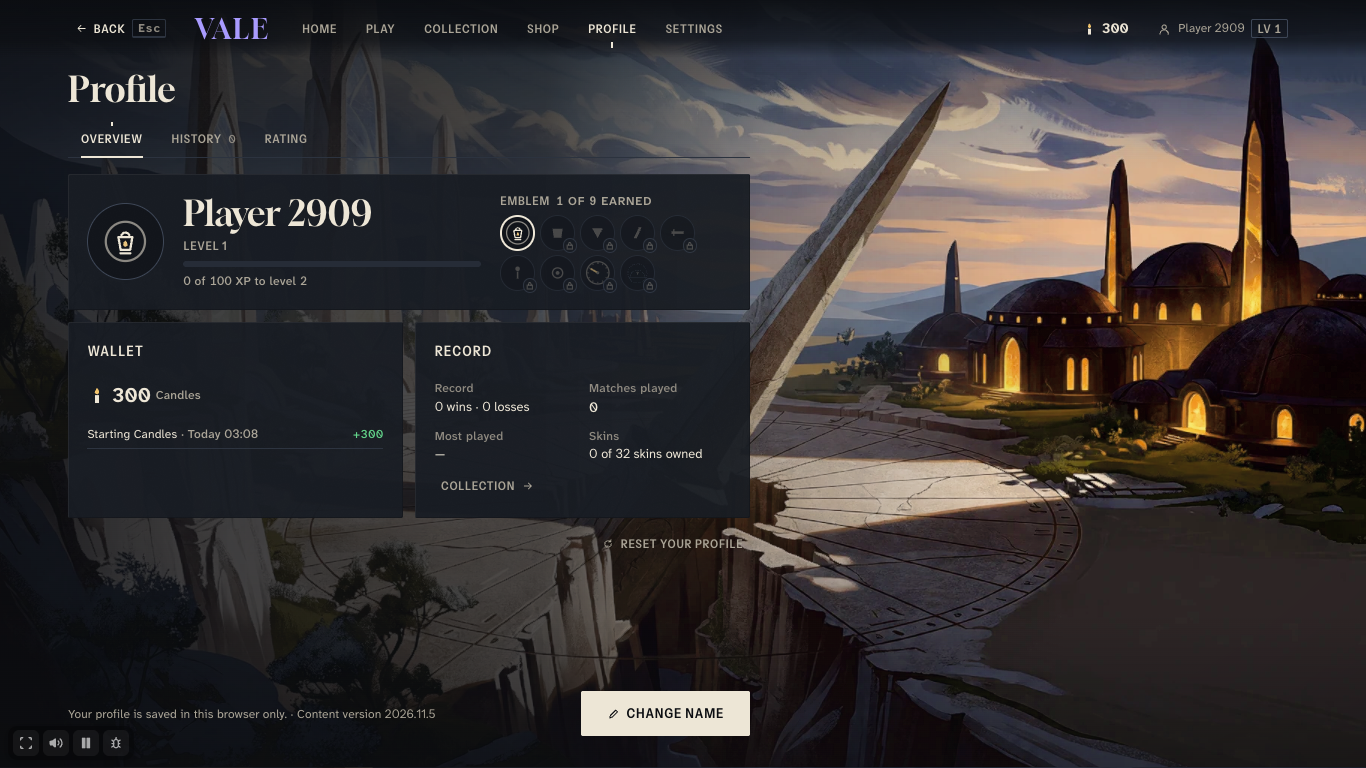 ← BACK Esc VALE HOME PLAY COLLECTION SHOP PROFILE SETTINGS 300 Player 2909 LV 1
Profile
OVERVIEW HISTORY 0 RATING
Player 2909
LEVEL 1
0 of 100 XP to level 2
EMBLEM 1 OF 9 EARNED
WALLET
300 Candles
Starting Candles · Today 03:08 +300
RECORD
Record Matches played
0 wins · 0 losses 0
Most played Skins
— 0 of 32 skins owned
COLLECTION →
RESET YOUR PROFILE
Your profile is saved in this browser only. · Content version 2026.11.5
CHANGE NAME